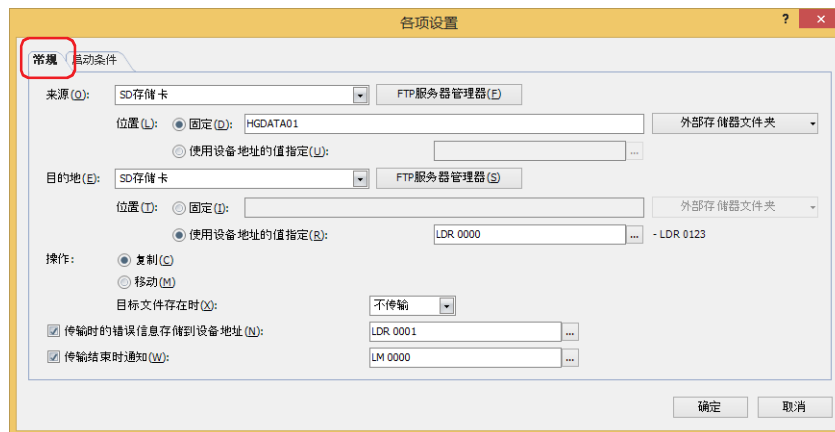 各项设置
? ×
常规 启动条件
来源(O): SD存储卡 FTP服务器管理器(F)
位置(L): 固定(D): HGDATA01 外部存储器文件夹
使用设备地址的值指定(U): ...
目的地(E): SD存储卡 FTP服务器管理器(S)
位置(T): 固定(I): 外部存储器文件夹
使用设备地址的值指定(R): LDR 0000 ... - LDR 0123
操作: 复制(C)
移动(M)
目标文件存在时(X): 不传输
传输时的错误信息存储到设备地址(N): LDR 0001 ...
传输结束时通知(W): LM 0000 ...
确定 取消